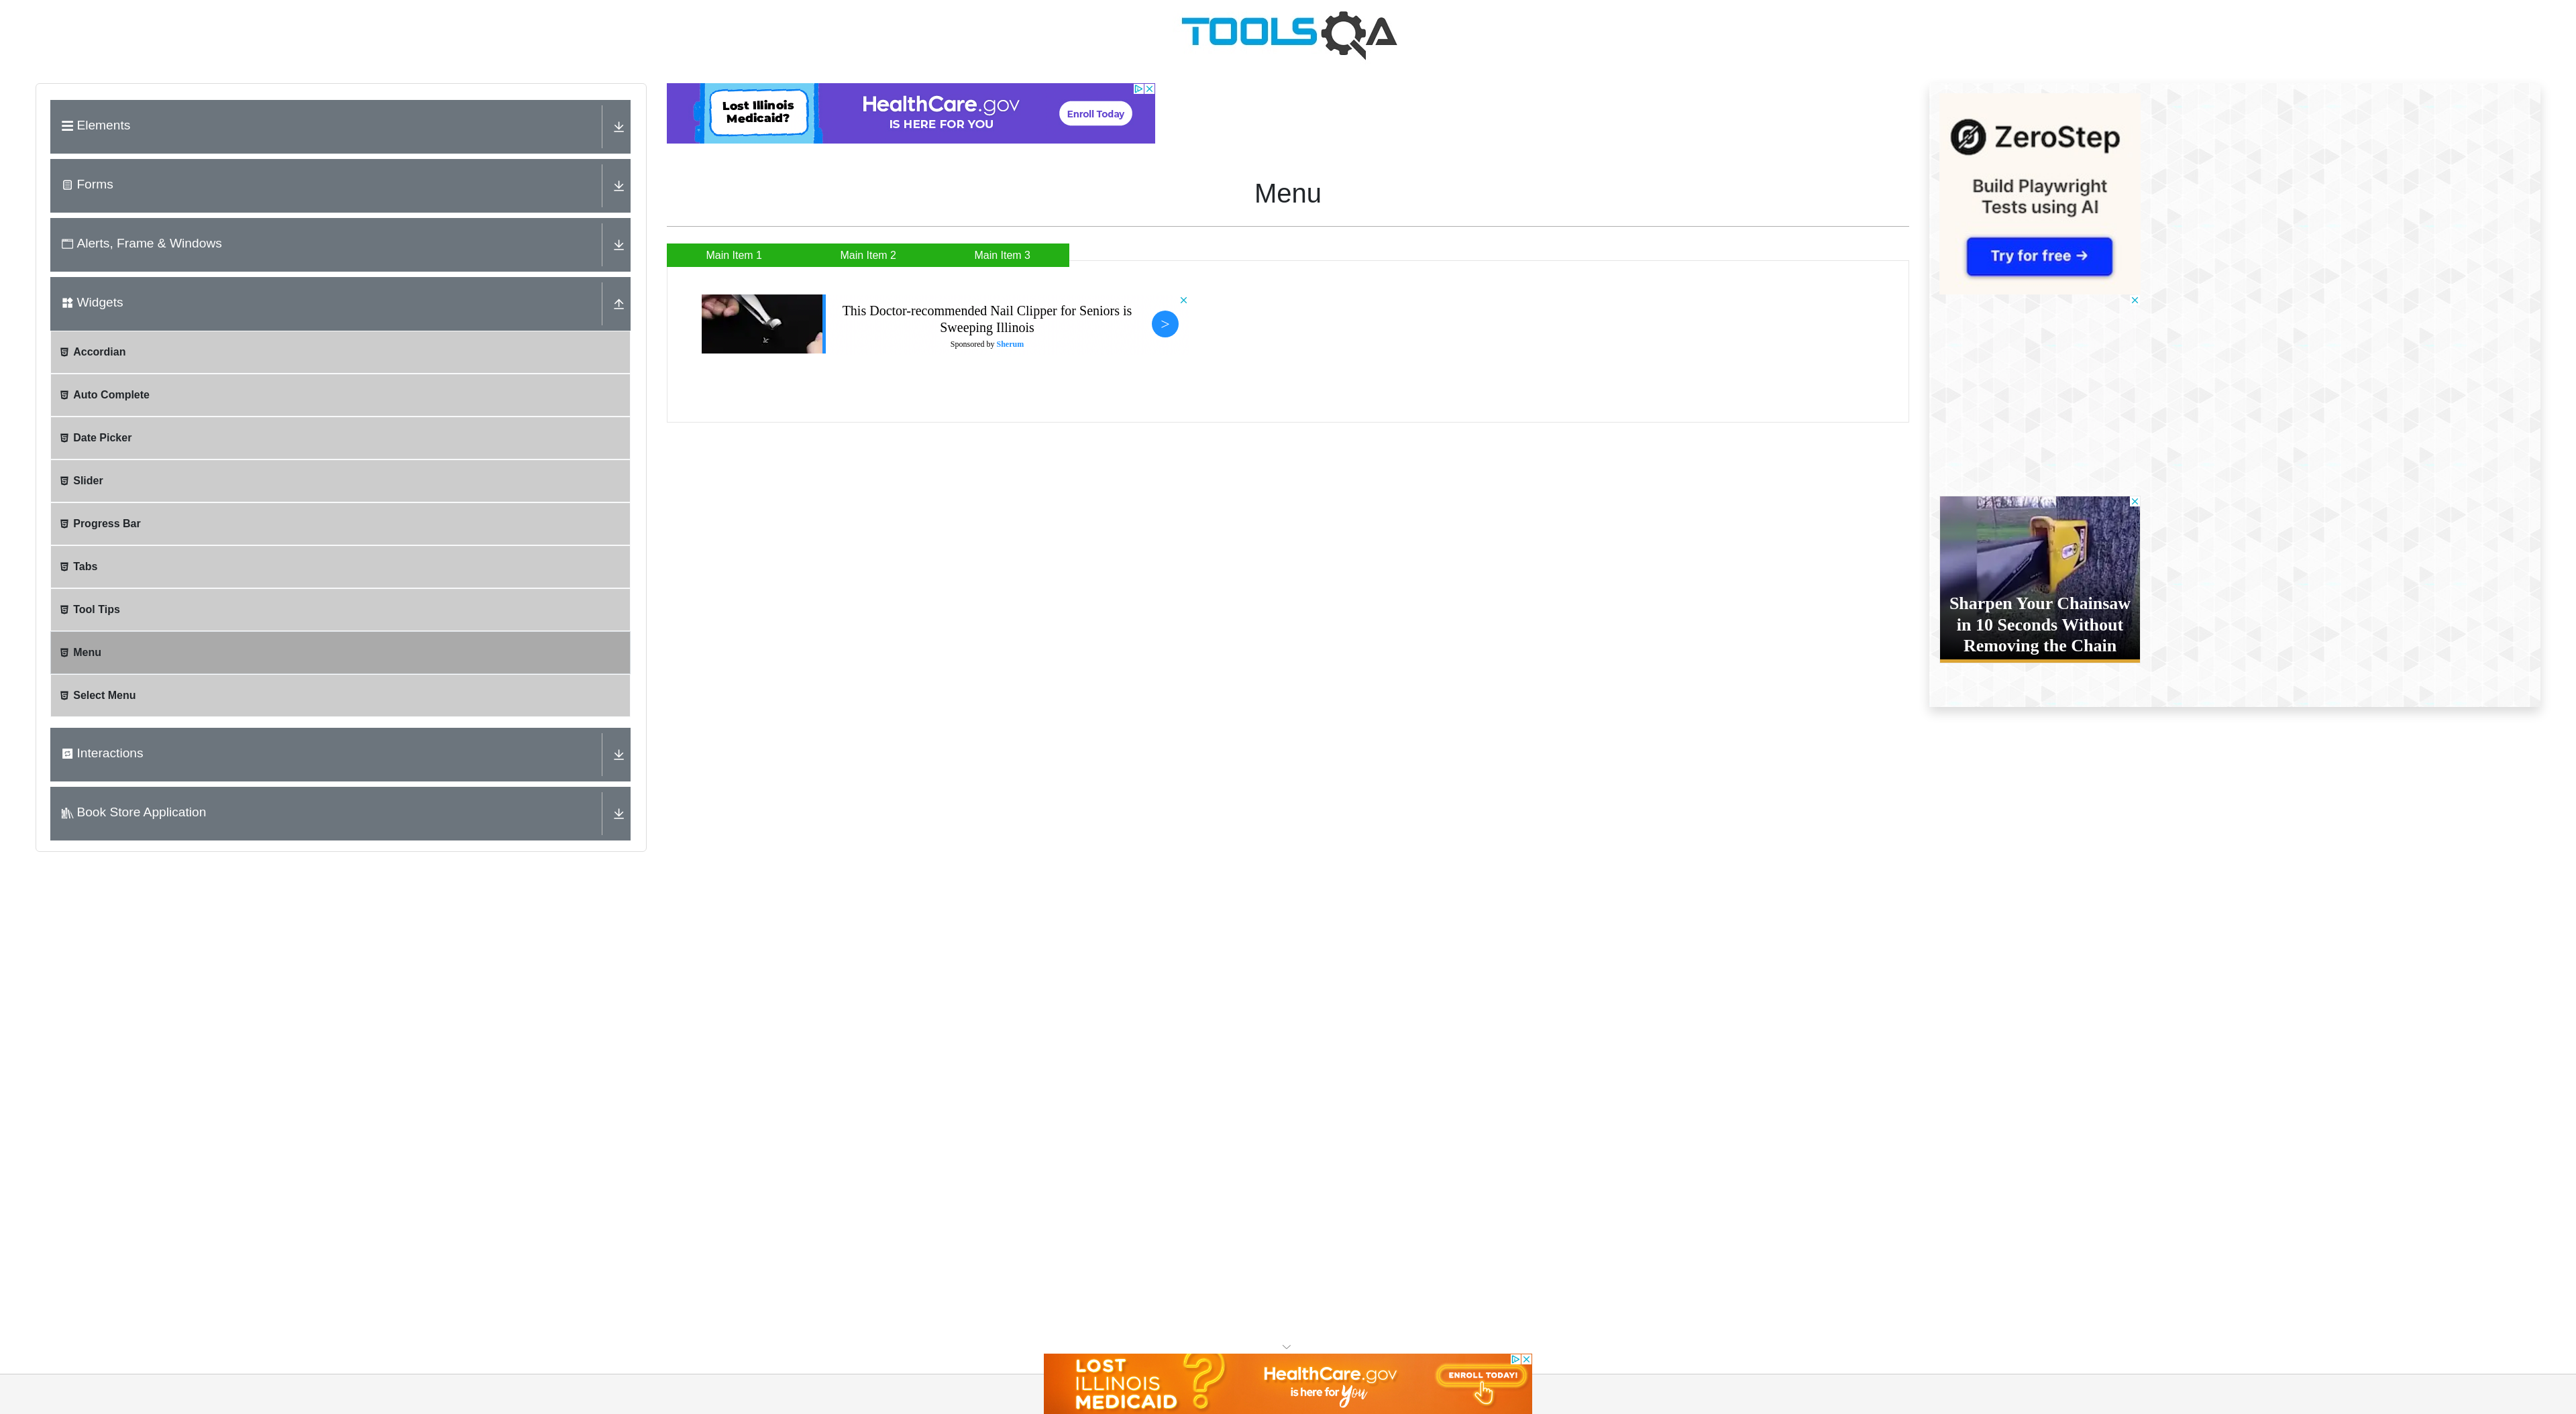 TOOLSQA
Elements
Forms
Alerts, Frame & Windows
Widgets
Accordian
Auto Complete
Date Picker
Slider
Progress Bar
Tabs
Tool Tips
Menu
Select Menu
Interactions
Book Store Application
Lost Illinois
Medicaid?
HealthCare.gov
IS HERE FOR YOU
Enroll Today
Menu
Main Item 1
Main Item 2
Main Item 3
This Doctor-recommended Nail Clipper for Seniors is
Sweeping Illinois
Sponsored by Sherum
>
ZeroStep
Build Playwright
Tests using AI
Try for free →
Sharpen Your Chainsaw
in 10 Seconds Without
Removing the Chain
LOST
ILLINOIS
MEDICAID
?
HealthCare.gov
is here for you
ENROLL TODAY!